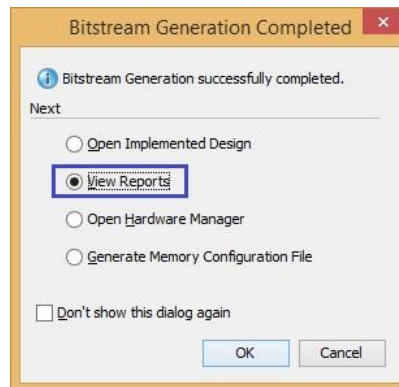 Bitstream Generation Completed
Bitstream Generation successfully completed.
Next
Open Implemented Design
View Reports
Open Hardware Manager
Generate Memory Configuration File
Don't show this dialog again
OK Cancel